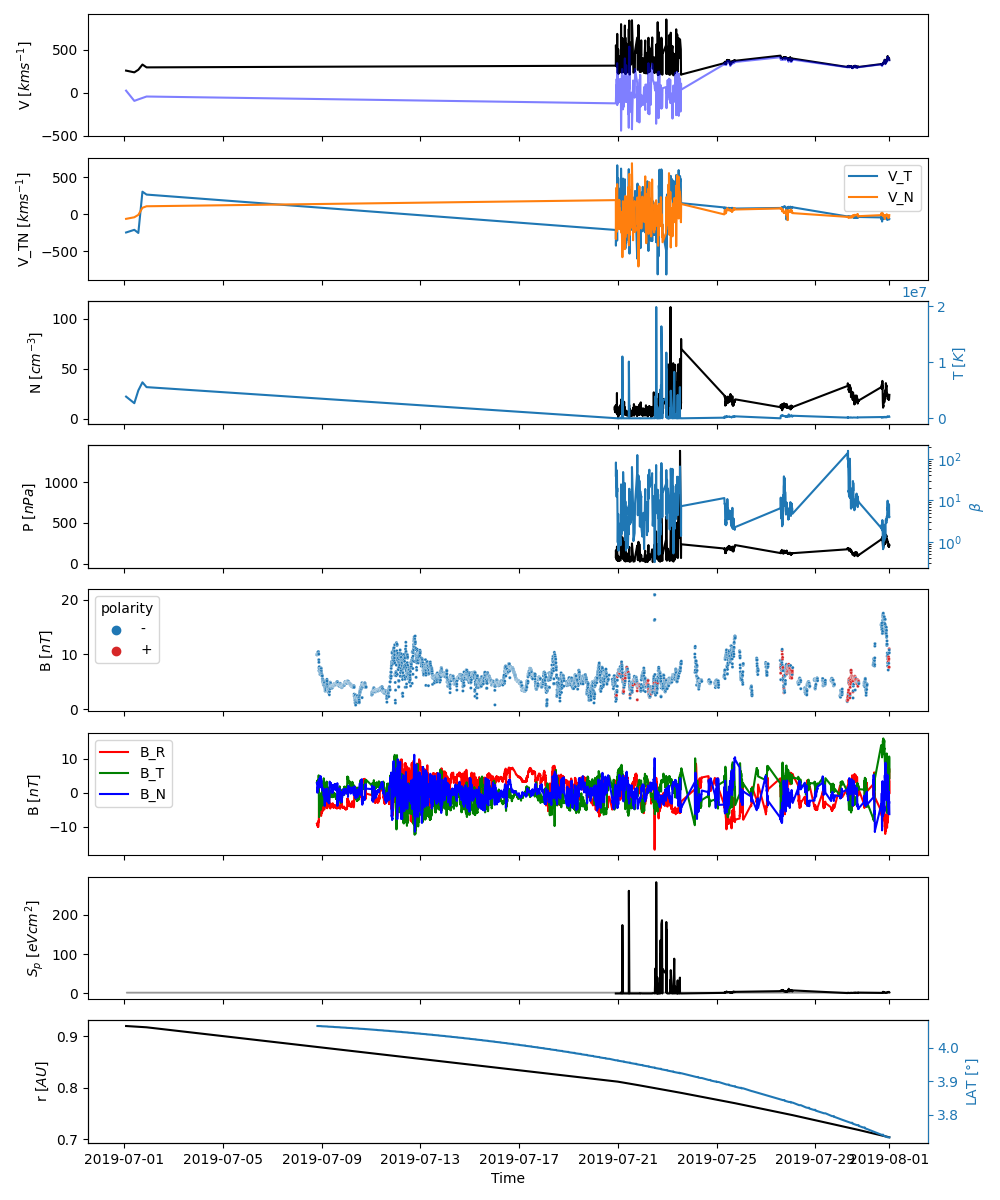 V [kms⁻¹]
500
0
−500
V_TN [kms⁻¹]
500
0
−500
V_T
V_N
N [cm⁻³]
100
50
0
1e7
2
1
0
T [K]
P [nPa]
1000
500
0
10²
10¹
10⁰
β
B [nT]
20
10
0
polarity
-
+
B [nT]
10
0
−10
B_R
B_T
B_N
Sₚ [eVcm²]
200
100
0
r [AU]
0.9
0.8
0.7
4.0
3.9
3.8
LAT [°]
2019-07-01 2019-07-05 2019-07-09 2019-07-13 2019-07-17 2019-07-21 2019-07-25 2019-07-29 2019-08-01
Time